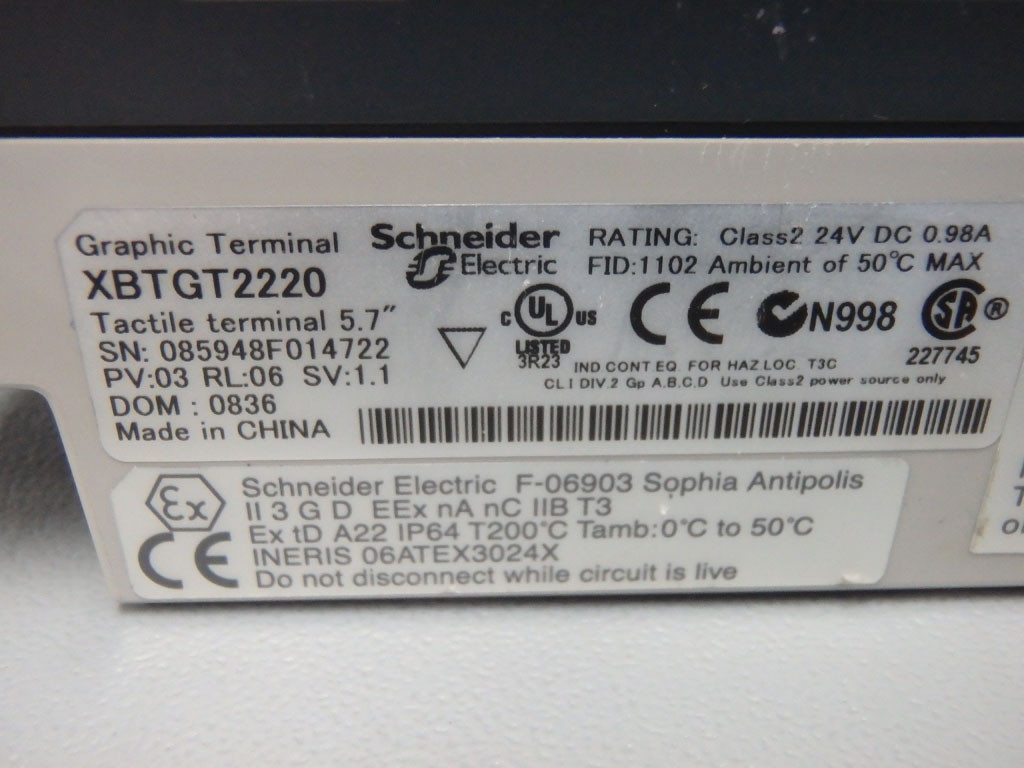 Graphic Terminal
XBTGT2220
Tactile terminal 5.7"
SN: 085948F014722
PV:03 RL:06 SV:1.1
DOM : 0836
Made in CHINA
Schneider
Electric
RATING: Class2 24V DC 0.98A
FID:1102 Ambient of 50°C MAX
C UL US
LISTED
3R23
CE
N998
SA ®
227745
IND CONT EQ. FOR HAZ LOC. T3C
CL I DIV.2 Gp A,B,C,D Use Class2 power source only
Ex
CE
Schneider Electric F-06903 Sophia Antipolis
II 3 G D EEx nA nC IIB T3
Ex tD A22 IP64 T200°C Tamb:0°C to 50°C
INERIS 06ATEX3024X
Do not disconnect while circuit is live